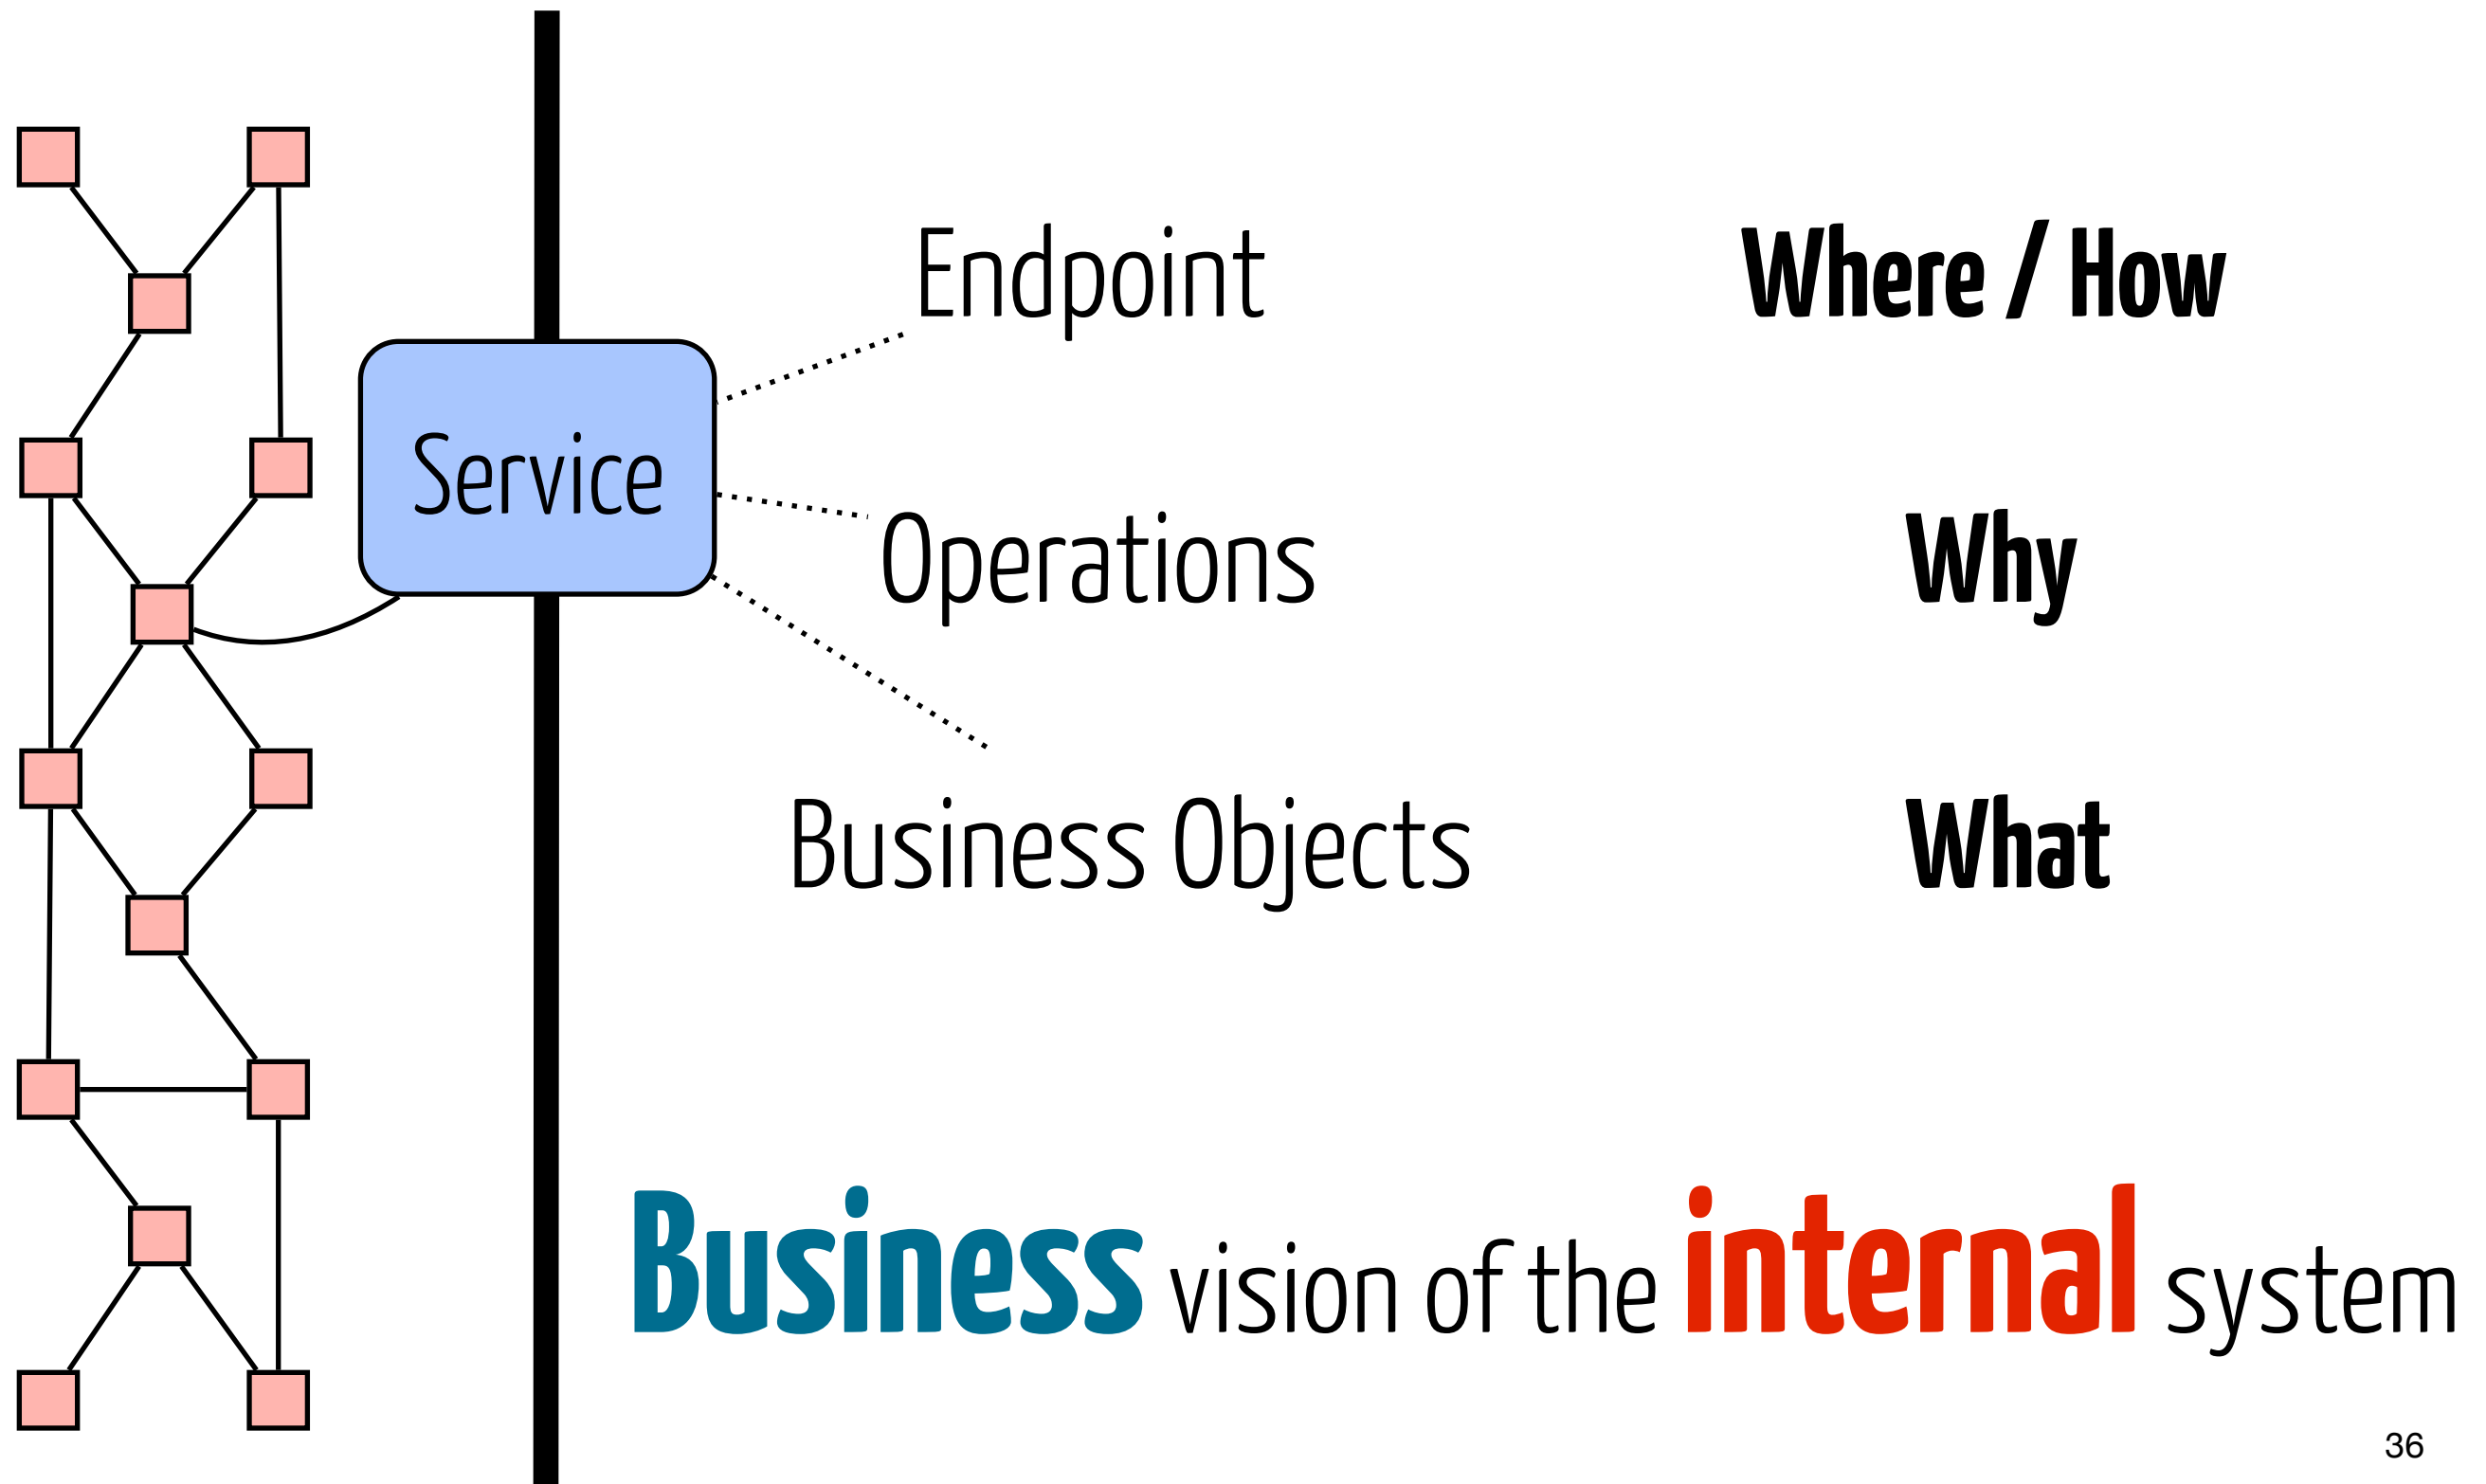 Endpoint
Where / How
Service
Operations
Why
Business Objects
What
Business vision of the internal system
36